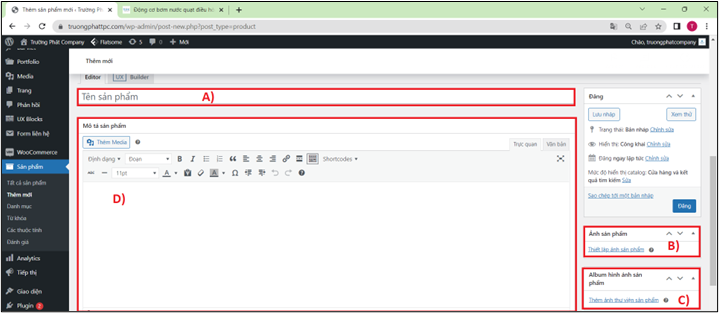 Thêm sản phẩm mới ‹ Trường Ph
Động cơ bơm nước quạt điều h
truongphatpc.com/wp-admin/post-new.php?post_type=product
T
Trường Phát Company
Flatsome
5
0
Mới
Chào, truongphatcompany
Portfolio
Media
Trang
Phản hồi
UX Blocks
Form liên hệ
WooCommerce
Sản phẩm
Tất cả sản phẩm
Thêm mới
Danh mục
Từ khóa
Các thuộc tính
Đánh giá
Analytics
Tiếp thị
Giao diện
Plugin 2
Thêm mới
Editor
UX Builder
Tên sản phẩm
A)
Mô tả sản phẩm
Thêm Media
Trực quan
Văn bản
Định dạng
Đoạn
B I
Shortcodes
ABC
11pt
A
A
Ω
D)
Đăng
Lưu nháp
Xem thử
Trạng thái: Bản nháp Chỉnh sửa
Hiển thị: Công khai Chỉnh sửa
Đăng ngay lập tức Chỉnh sửa
Mức độ hiển thị catalog: Cửa hàng và kết
quả tìm kiếm Sửa
Sao chép tới một bản nháp
Đăng
Ảnh sản phẩm
Thiết lập ảnh sản phẩm
B)
Album hình ảnh sản
phẩm
Thêm ảnh thư viện sản phẩm
C)